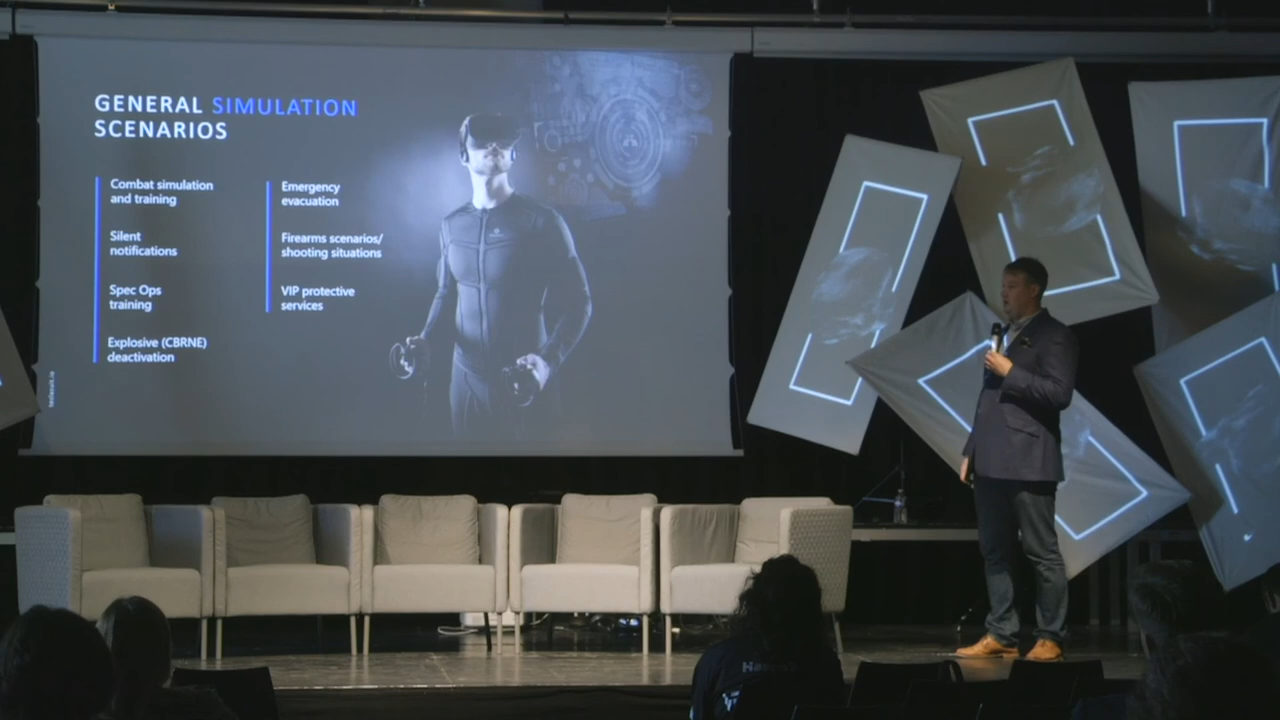 GENERAL SIMULATION
SCENARIOS
Combat simulation
and training
Silent
notifications
Spec Ops
training
Explosive (CBRNE)
deactivation
Emergency
evacuation
Firearms scenarios/
shooting situations
VIP protective
services